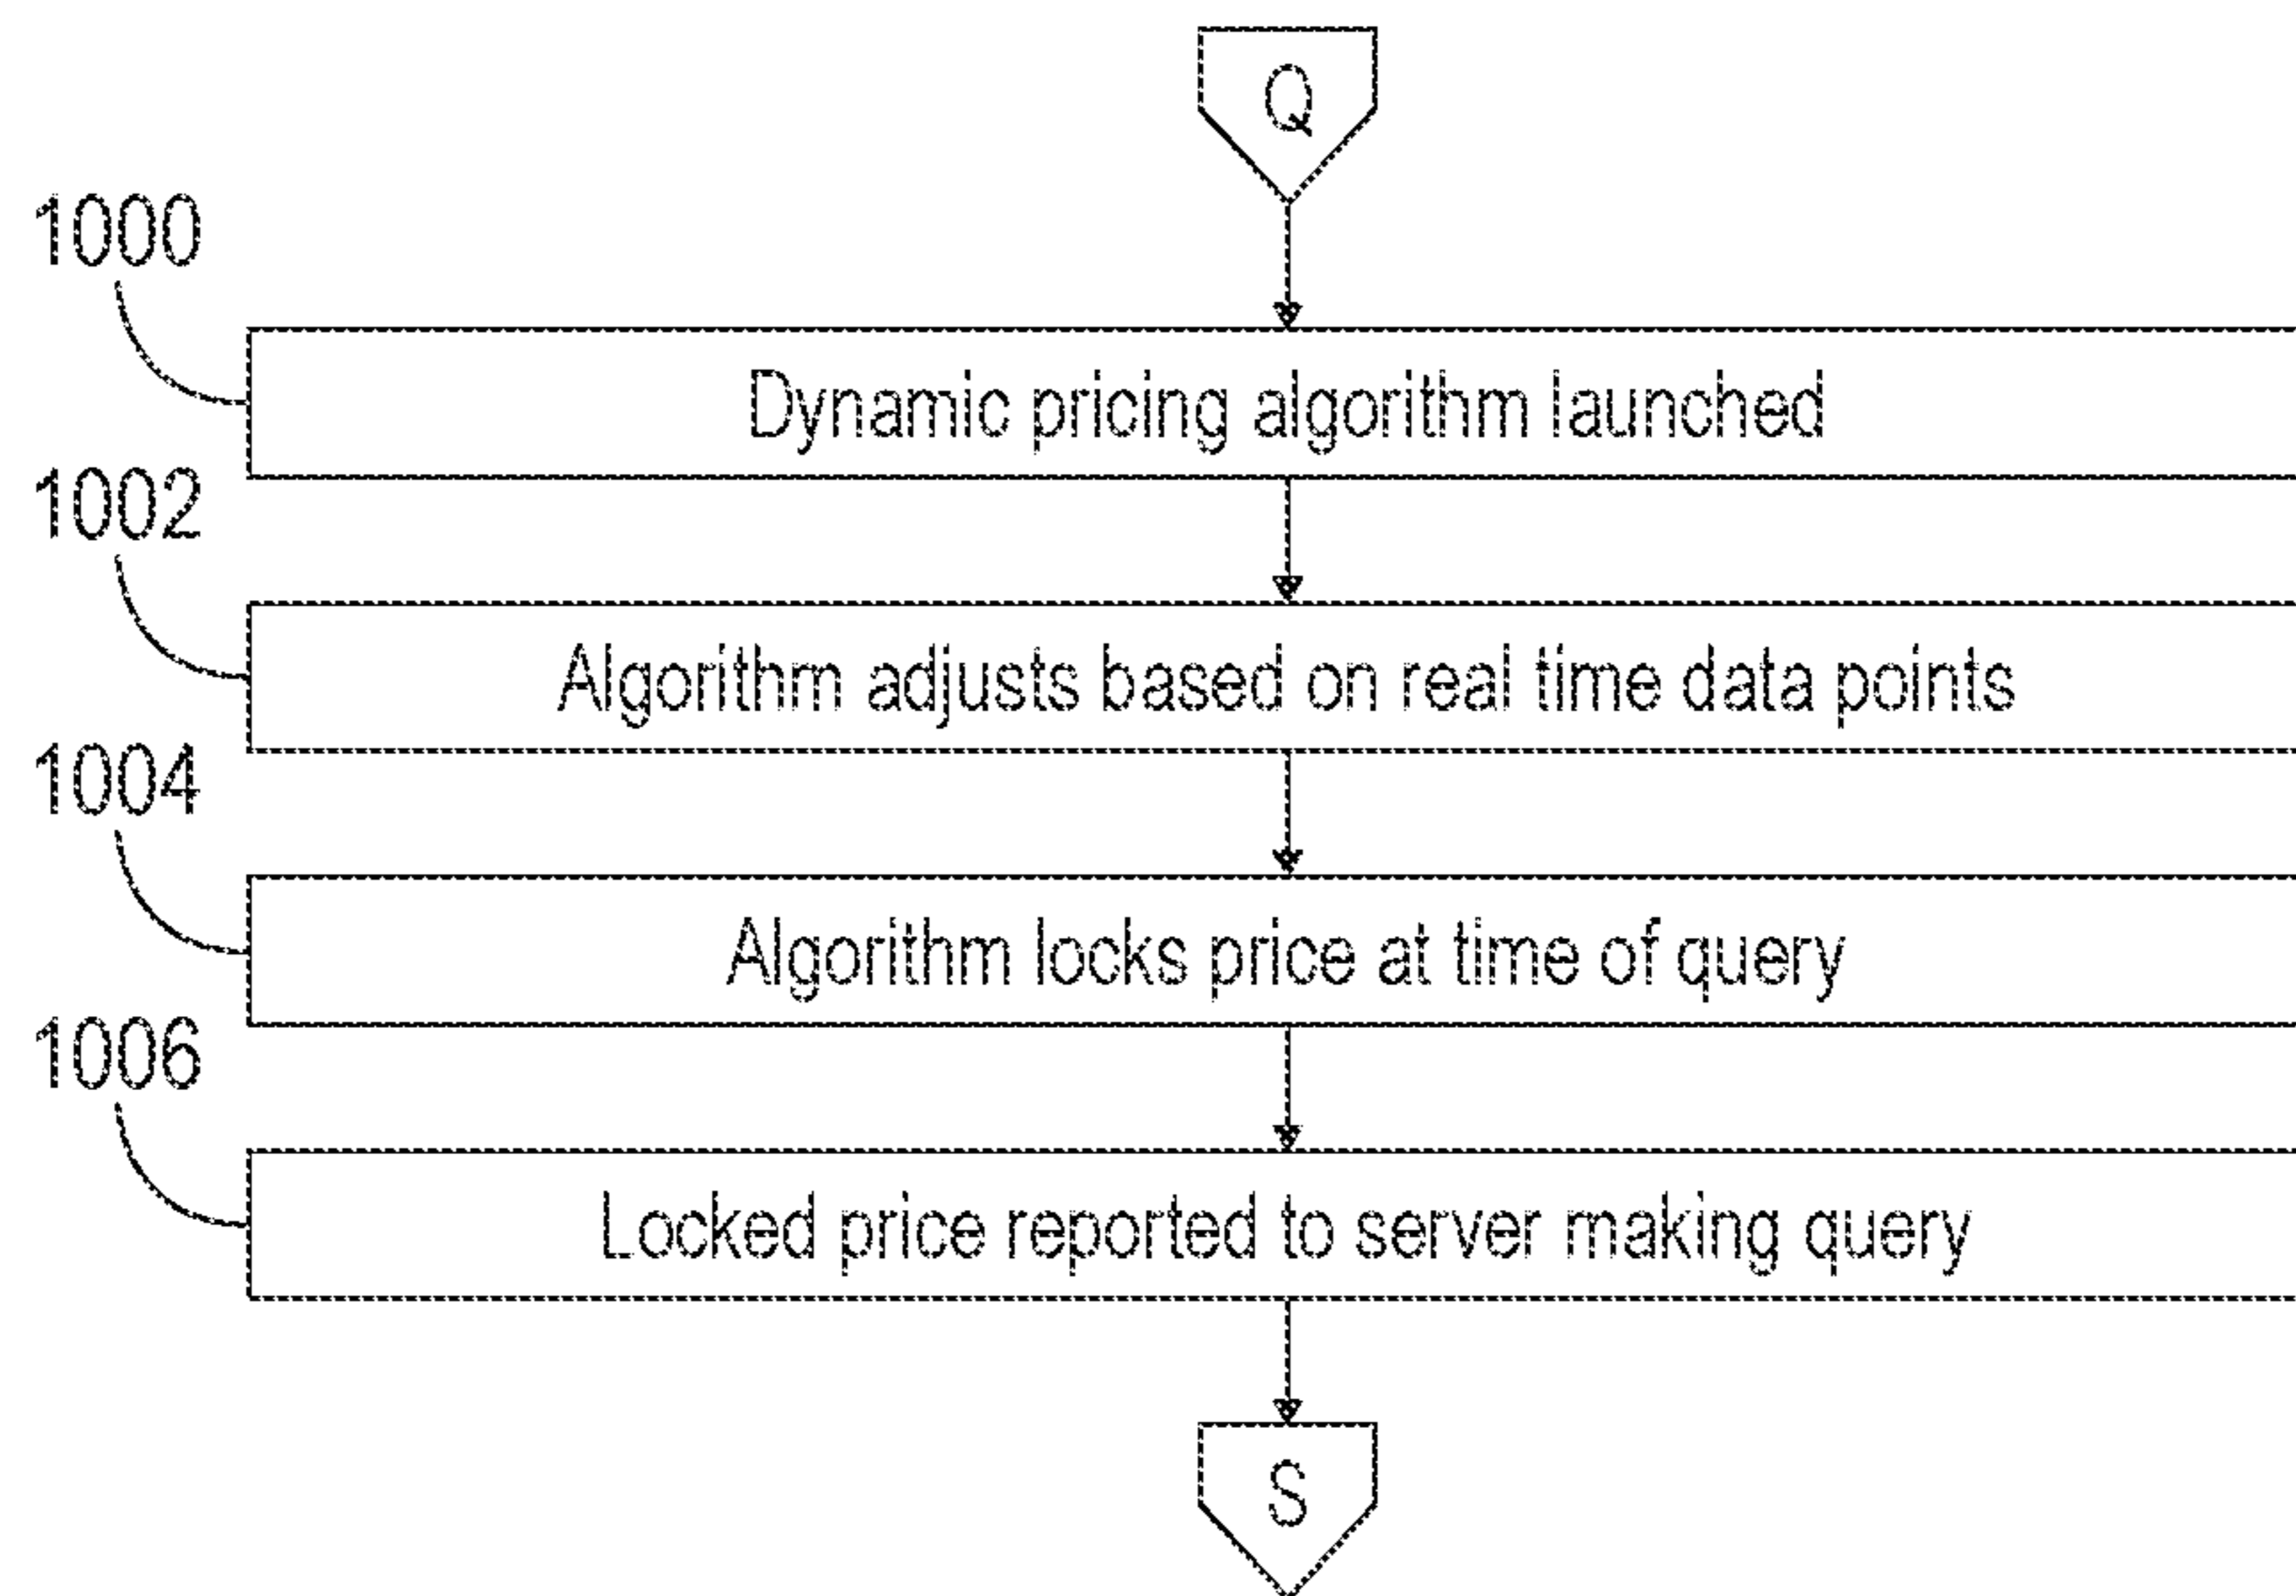 Q
1000
Dynamic pricing algorithm launched
1002
Algorithm adjusts based on real time data points
1004
Algorithm locks price at time of query
1006
Locked price reported to server making query
S